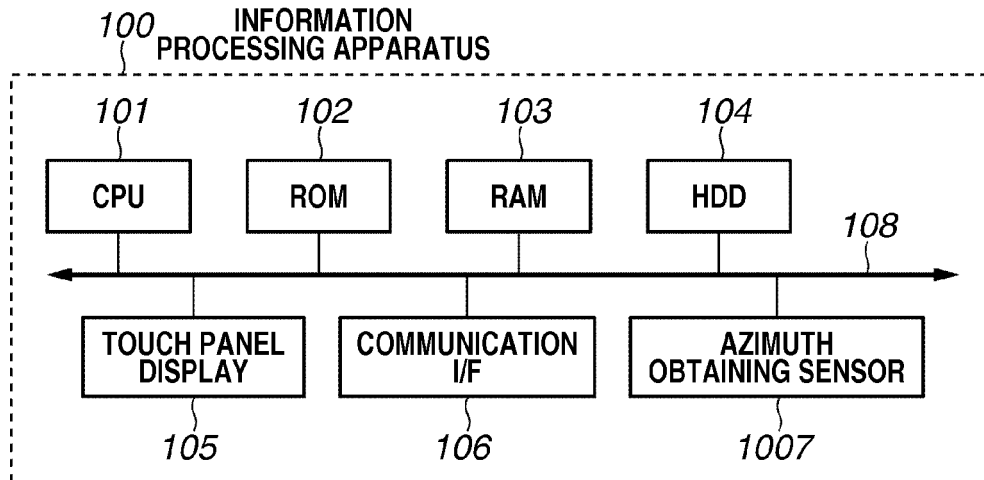 100
INFORMATION
PROCESSING APPARATUS
101
102
103
104
CPU
ROM
RAM
HDD
108
TOUCH PANEL
DISPLAY
COMMUNICATION
I/F
AZIMUTH
OBTAINING SENSOR
105
106
1007